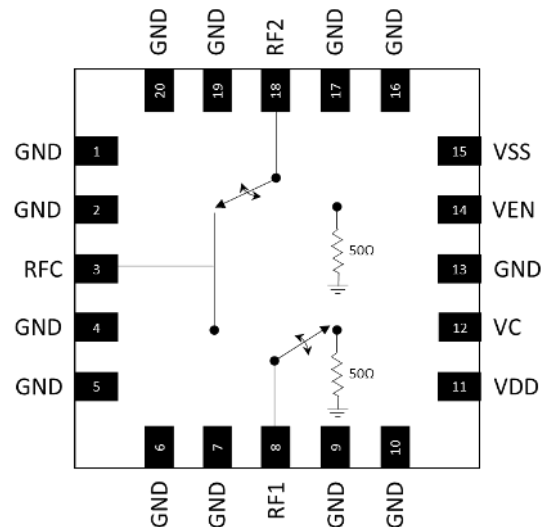 GND GND RF2 GND GND
20 19 18 17 16
GND 1 15 VSS
GND 2 14 VEN
50Ω
RFC 3 13 GND
GND 4 12 VC
50Ω
GND 5 11 VDD
6 7 8 9 10
GND GND RF1 GND GND